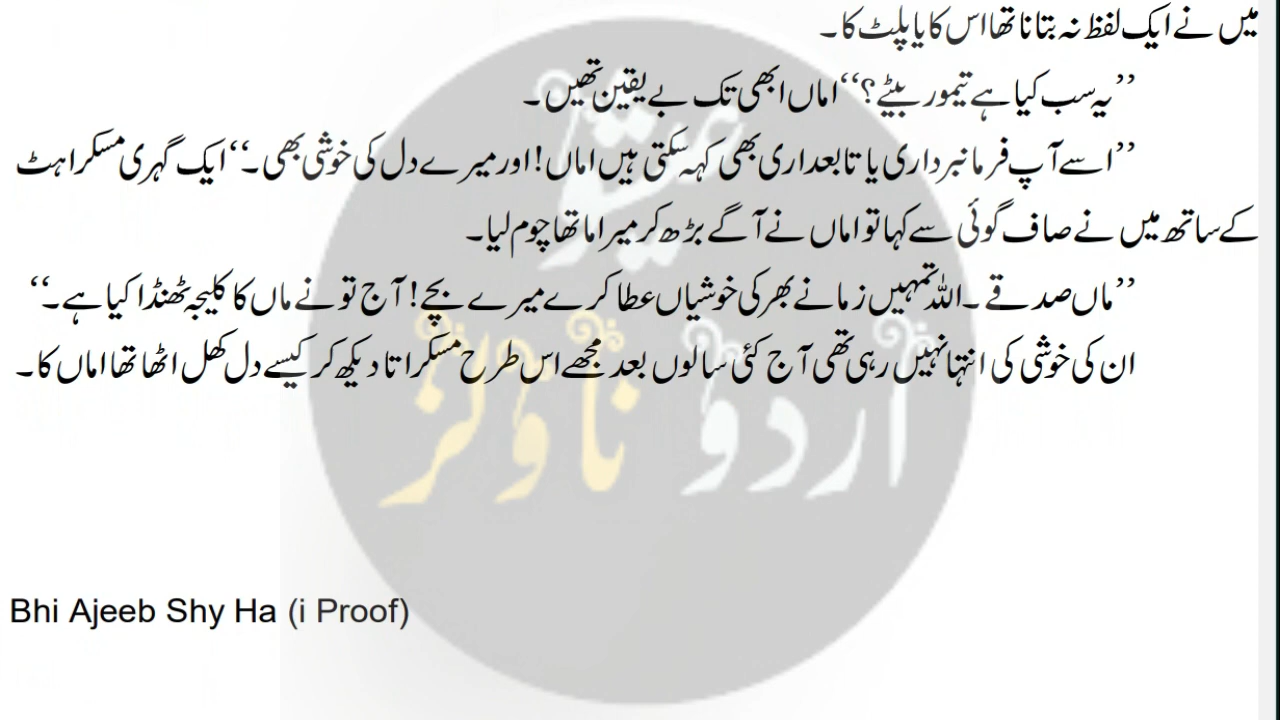 میں نے ایک لفظ نہ بتانا تھا اس کایا پلٹ کا۔
’’یہ سب کیا ہے تیمور بیٹے؟‘‘ اماں ابھی تک بے یقین تھیں۔
’’اسے آپ فرمانبرداری یا تابعداری بھی کہہ سکتی ہیں اماں! اور میرے دل کی خوشی بھی۔‘‘ ایک گہری مسکراہٹ
کے ساتھ میں نے صاف گوئی سے کہا تو اماں نے آگے بڑھ کر میرا ماتھا چوم لیا۔
’’ماں صدقے۔ اللہ تمہیں زمانے بھر کی خوشیاں عطا کرے میرے بچے! آج تو نے ماں کا کلیجہ ٹھنڈا کیا ہے۔‘‘
ان کی خوشی کی انتہا نہیں رہی تھی آج کئی سالوں بعد مجھے اس طرح مسکراتا دیکھ کر کیسے دل کھل اٹھا تھا اماں کا۔
اردو ناولز
Bhi Ajeeb Shy Ha (i Proof)